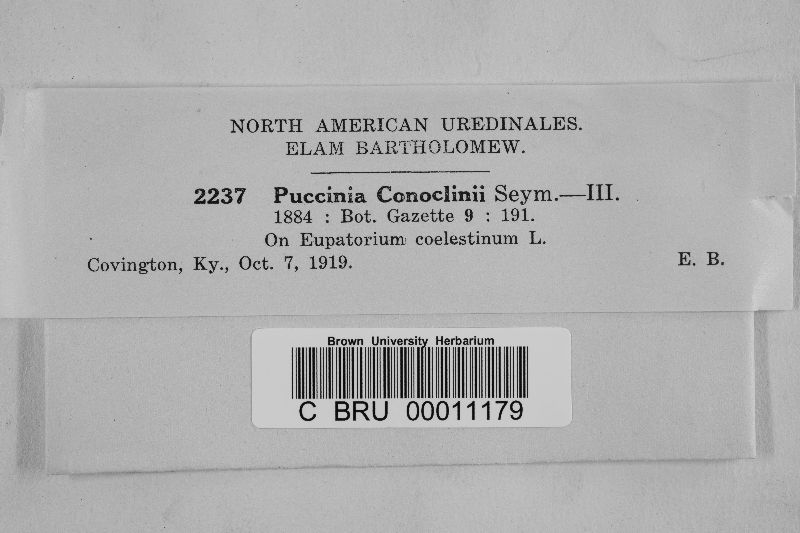 NORTH AMERICAN UREDINALES.
ELAM BARTHOLOMEW.
2237 Puccinia Conoclinii Seym.—III.
1884 : Bot. Gazette 9 : 191.
On Eupatorium coelestinum L.
Covington, Ky., Oct. 7, 1919. E. B.
Brown University Herbarium
C BRU 00011179